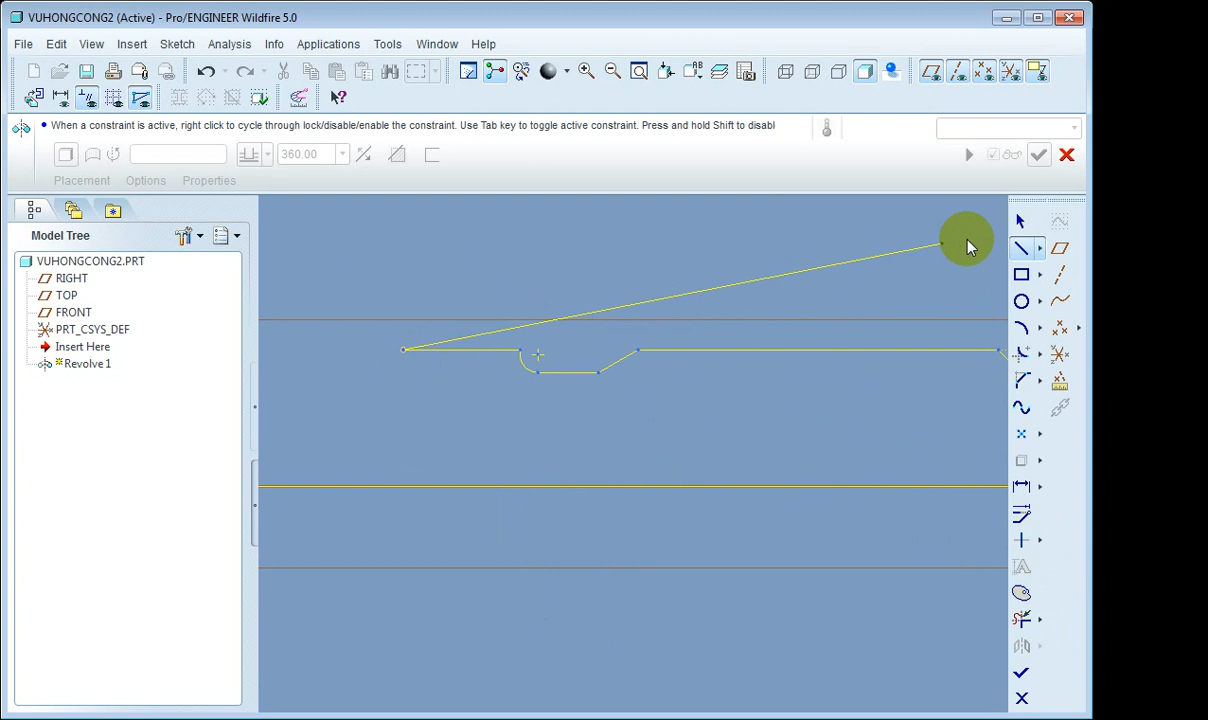 VUHONGCONG2 (Active) - Pro/ENGINEER Wildfire 5.0
File Edit View Insert Sketch Analysis Info Applications Tools Window Help
When a constraint is active, right click to cycle through lock/disable/enable the constraint. Use Tab key to toggle active constraint. Press and hold Shift to disabl
360.00
Placement Options Properties
Model Tree
VUHONGCONG2.PRT
RIGHT
TOP
FRONT
PRT_CSYS_DEF
Insert Here
Revolve 1